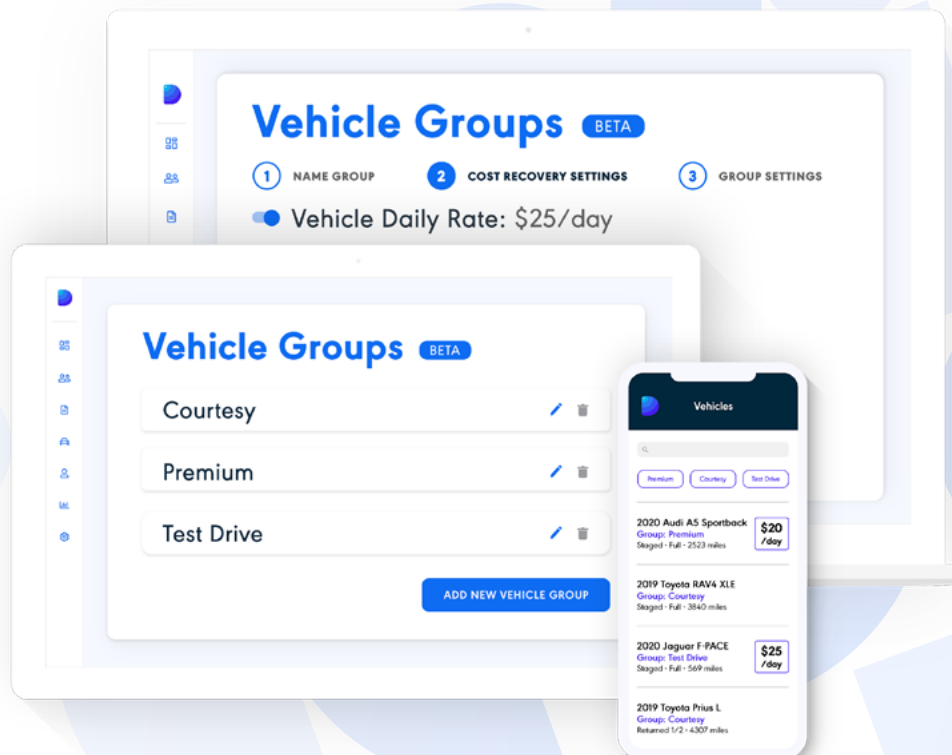 Vehicle Groups BETA
1 NAME GROUP 2 COST RECOVERY SETTINGS 3 GROUP SETTINGS
Vehicle Daily Rate: $25/day
Vehicle Groups BETA
Courtesy
Premium
Test Drive
ADD NEW VEHICLE GROUP
Vehicles
Premium Courtesy Test Drive
2020 Audi A5 Sportback
Group: Premium
Staged - Full - 2523 miles
$20
/day
2019 Toyota RAV4 XLE
Group: Courtesy
Staged - Full - 3840 miles
2020 Jaguar F-PACE
Group: Test Drive
Staged - Full - 569 miles
$25
/day
2019 Toyota Prius L
Group: Courtesy
Returned 1/2 - 4307 miles